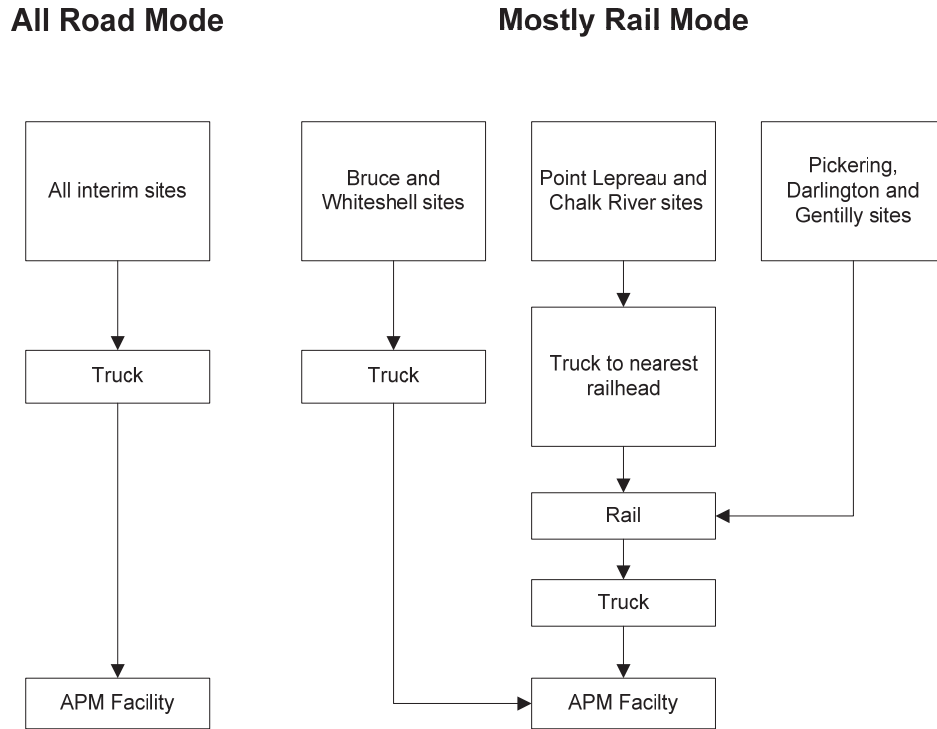 All Road Mode
Mostly Rail Mode
All interim sites
Bruce and
Whiteshell sites
Point Lepreau and
Chalk River sites
Pickering,
Darlington and
Gentilly sites
Truck
Truck
Truck to nearest
railhead
Rail
Truck
APM Facility
APM Facilty